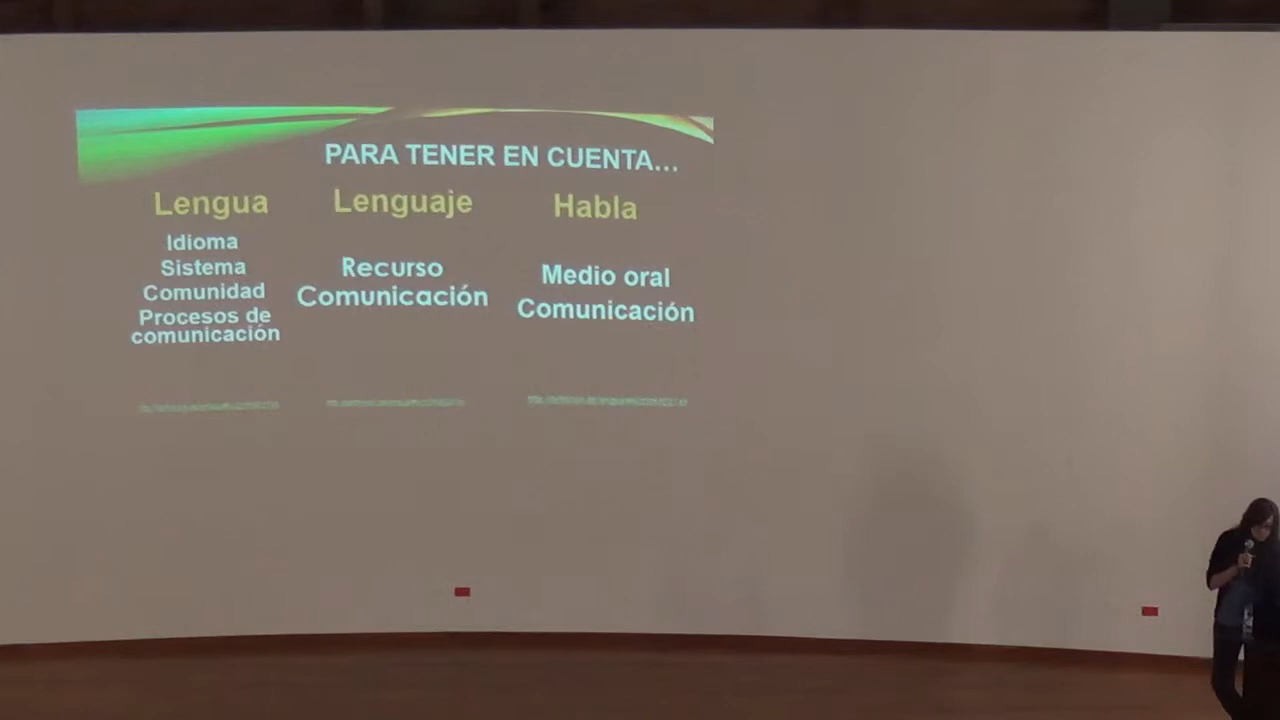 PARA TENER EN CUENTA...
Lengua
Idioma
Sistema
Comunidad
Procesos de
comunicación
Lenguaje
Recurso
Comunicación
Habla
Medio oral
Comunicación